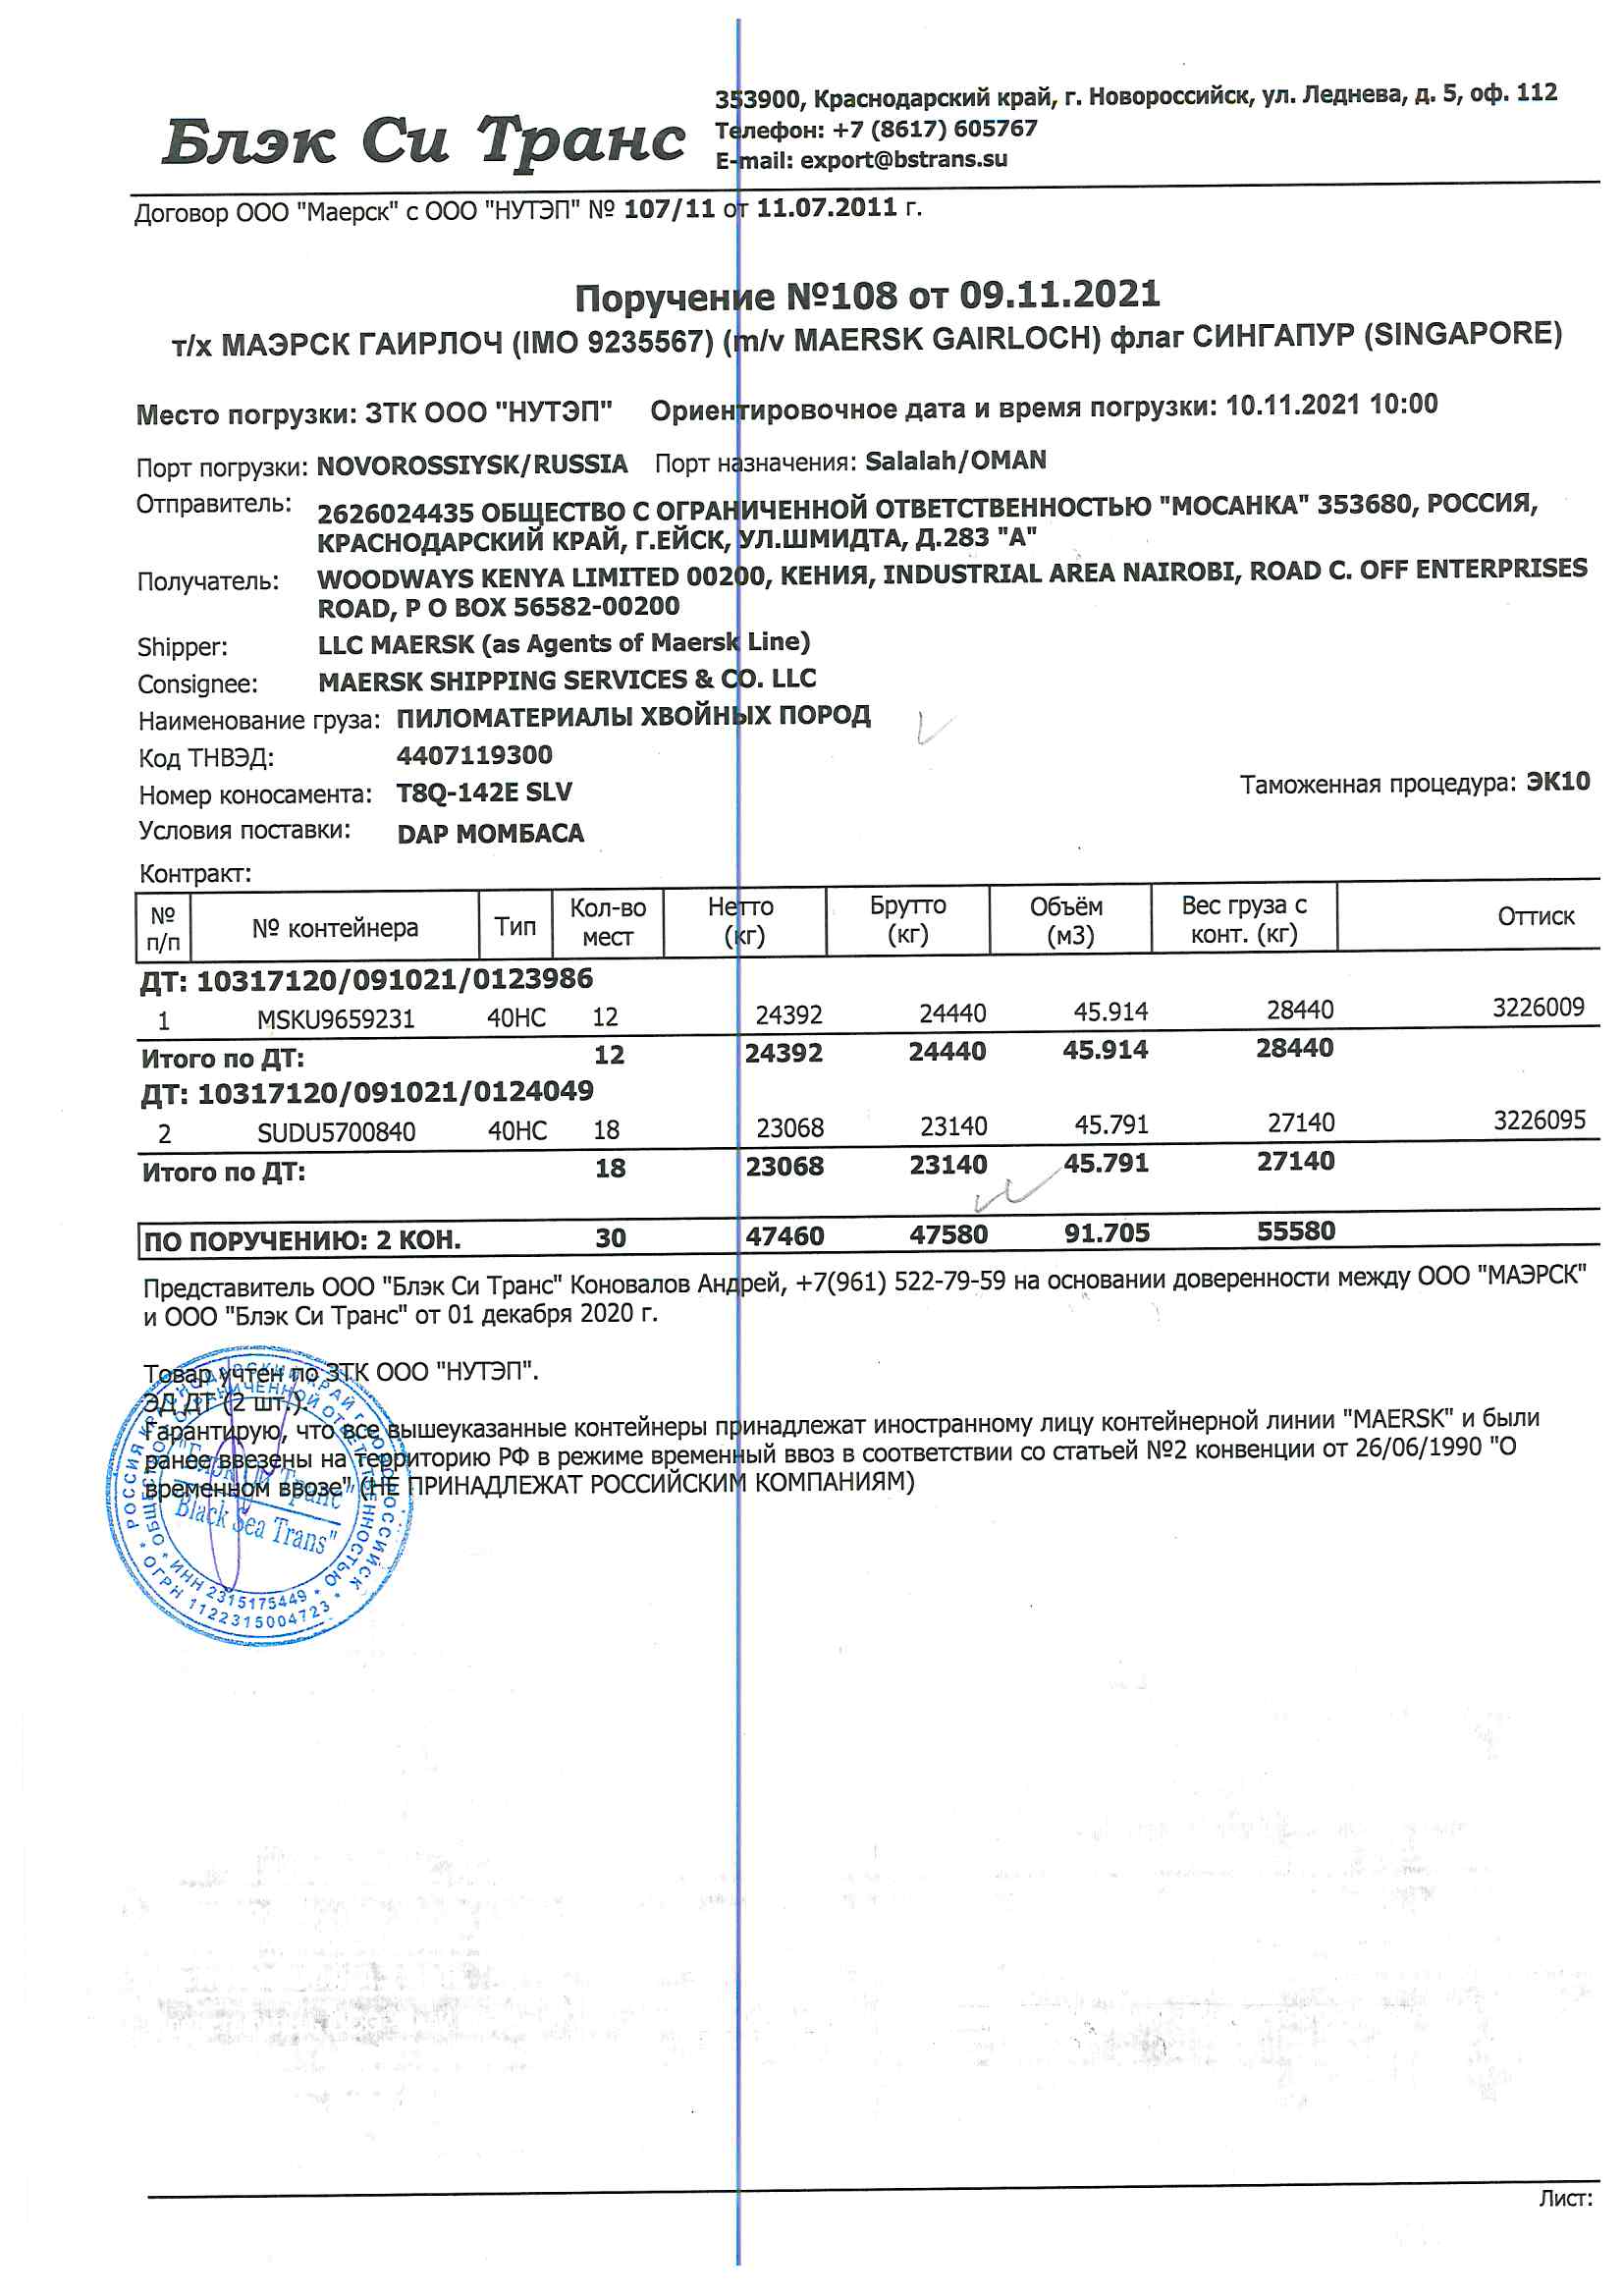 Блэк Си Транс
353900, Краснодарский край, г. Новороссийск, ул. Леднева, д. 5, оф. 112
Телефон: +7 (8617) 605767
E-mail: export@bstrans.su
Договор ООО "Маерск" с ООО "НУТЭП" № 107/11 от 11.07.2011 г.
Поручение №108 от 09.11.2021
т/х МАЭРСК ГАИРЛОЧ (IMO 9235567) (m/v MAERSK GAIRLOCH) флаг СИНГАПУР (SINGAPORE)
Место погрузки: ЗТК ООО "НУТЭП" Ориентировочное дата и время погрузки: 10.11.2021 10:00
Порт погрузки: NOVOROSSIYSK/RUSSIA Порт назначения: Salalah/OMAN
Отправитель: 2626024435 ОБЩЕСТВО С ОГРАНИЧЕННОЙ ОТВЕТСТВЕННОСТЬЮ "МОСАНКА" 353680, РОССИЯ,
КРАСНОДАРСКИЙ КРАЙ, Г.ЕЙСК, УЛ.ШМИДТА, Д.283 "А"
Получатель: WOODWAYS KENYA LIMITED 00200, КЕНИЯ, INDUSTRIAL AREA NAIROBI, ROAD C. OFF ENTERPRISES
ROAD, P O BOX 56582-00200
Shipper: LLC MAERSK (as Agents of Maersk Line)
Consignee: MAERSK SHIPPING SERVICES & CO. LLC
Наименование груза: ПИЛОМАТЕРИАЛЫ ХВОЙНЫХ ПОРОД
Код ТНВЭД: 4407119300
Номер коносамента: T8Q-142E SLV Таможенная процедура: ЭК10
Условия поставки: DAP МОМБАСА
Контракт:
№ п/п № контейнера Тип Кол-во мест Нетто (кг) Брутто (кг) Объём (м3) Вес груза с конт. (кг) Оттиск
ДТ: 10317120/091021/0123986
1 MSKU9659231 40HC 12 24392 24440 45.914 28440 3226009
Итого по ДТ: 12 24392 24440 45.914 28440
ДТ: 10317120/091021/0124049
2 SUDU5700840 40HC 18 23068 23140 45.791 27140 3226095
Итого по ДТ: 18 23068 23140 45.791 27140
ПО ПОРУЧЕНИЮ: 2 КОН. 30 47460 47580 91.705 55580
Представитель ООО "Блэк Си Транс" Коновалов Андрей, +7(961) 522-79-59 на основании доверенности между ООО "МАЭРСК"
и ООО "Блэк Си Транс" от 01 декабря 2020 г.
Товар учтен по ЗТК ООО "НУТЭП".
ЭД ДТ (2 шт.).
Гарантирую, что все вышеуказанные контейнеры принадлежат иностранному лицу контейнерной линии "MAERSK" и были
ранее ввезены на территорию РФ в режиме временный ввоз в соответствии со статьей №2 конвенции от 26/06/1990 "О
временном ввозе" (НЕ ПРИНАДЛЕЖАТ РОССИЙСКИМ КОМПАНИЯМ)
РОССИЯ КРАСНОДАРСКИЙ КРАЙ Г.НОВОРОССИЙСК * ОГРН 1122315004723 *
ОБЩЕСТВО С ОГРАНИЧЕННОЙ ОТВЕТСТВЕННОСТЬЮ * ИНН 2315175449 *
"Блэк Си Транс"
Black Sea Trans"
Лист: